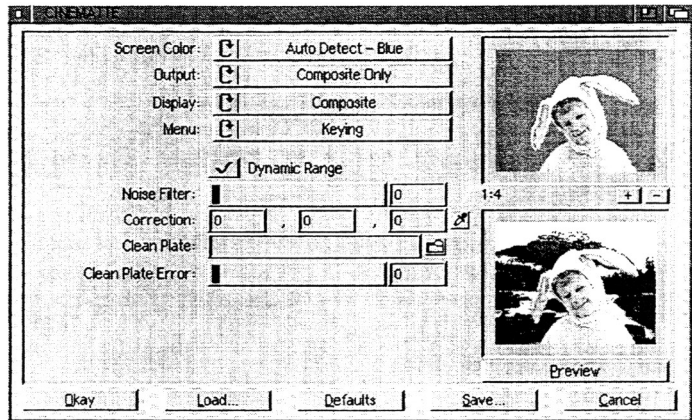 CINEMATTE
Screen Color: Auto Detect – Blue
Output: Composite Only
Display: Composite
Menu: Keying
Dynamic Range
Noise Filter: 0
Correction: 0 , 0 , 0
Clean Plate:
Clean Plate Error: 0
1:4 + -
Preview
Okay Load... Defaults Save... Cancel